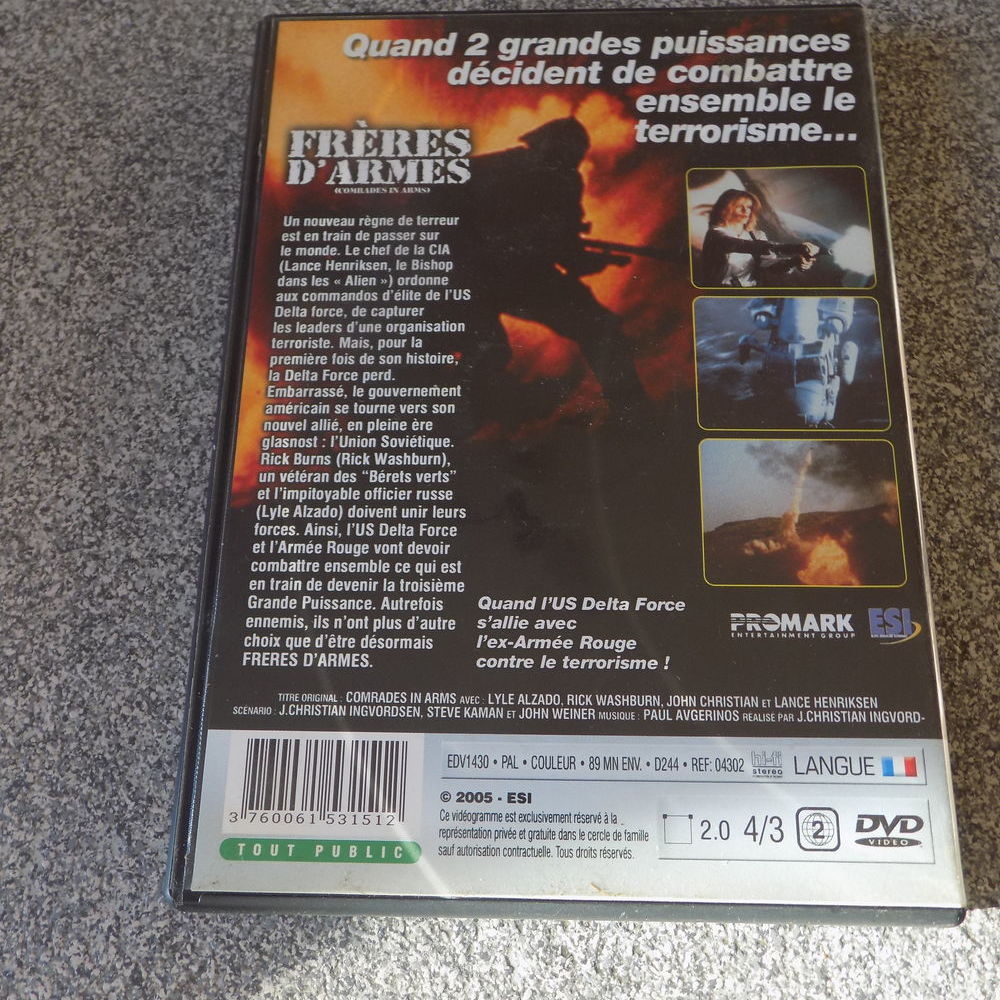 Quand 2 grandes puissances
décident de combattre
ensemble le
terrorisme...
FRÈRES
D'ARMES
(COMRADES IN ARMS)
Un nouveau règne de terreur
est en train de passer sur
le monde. Le chef de la CIA
(Lance Henriksen, le Bishop
dans les « Alien ») ordonne
aux commandos d'élite de l'US
Delta force, de capturer
les leaders d'une organisation
terroriste. Mais, pour la
première fois de son histoire,
la Delta Force perd.
Embarrassé, le gouvernement
américain se tourne vers son
nouvel allié, en pleine ère
glasnost : l'Union Soviétique.
Rick Burns (Rick Washburn),
un vétéran des "Bérets verts"
et l'impitoyable officier russe
(Lyle Alzado) doivent unir leurs
forces. Ainsi, l'US Delta Force
et l'Armée Rouge vont devoir
combattre ensemble ce qui est
en train de devenir la troisième
Grande Puissance. Autrefois
ennemis, ils n'ont plus d'autre
choix que d'être désormais
FRERES D'ARMES.
Quand l'US Delta Force
s'allie avec
l'ex-Armée Rouge
contre le terrorisme !
PROMARK
ENTERTAINMENT GROUP
ESI
TITRE ORIGINAL : COMRADES IN ARMS AVEC : LYLE ALZADO, RICK WASHBURN, JOHN CHRISTIAN ET LANCE HENRIKSEN
SCENARIO : J.CHRISTIAN INGVORDSEN, STEVE KAMAN ET JOHN WEINER MUSIQUE : PAUL AVGERINOS REALISE PAR J.CHRISTIAN INGVORD-
3 760061 531512
TOUT PUBLIC
EDV1430 • PAL • COULEUR • 89 MN ENV. • D244 • REF: 04302
hi-fi
stereo
LANGUE
© 2005 - ESI
Ce vidéogramme est exclusivement réservé à la
représentation privée et gratuite dans le cercle de famille
sauf autorisation contractuelle. Tous droits réservés.
2.0 4/3 2 DVD
VIDEO